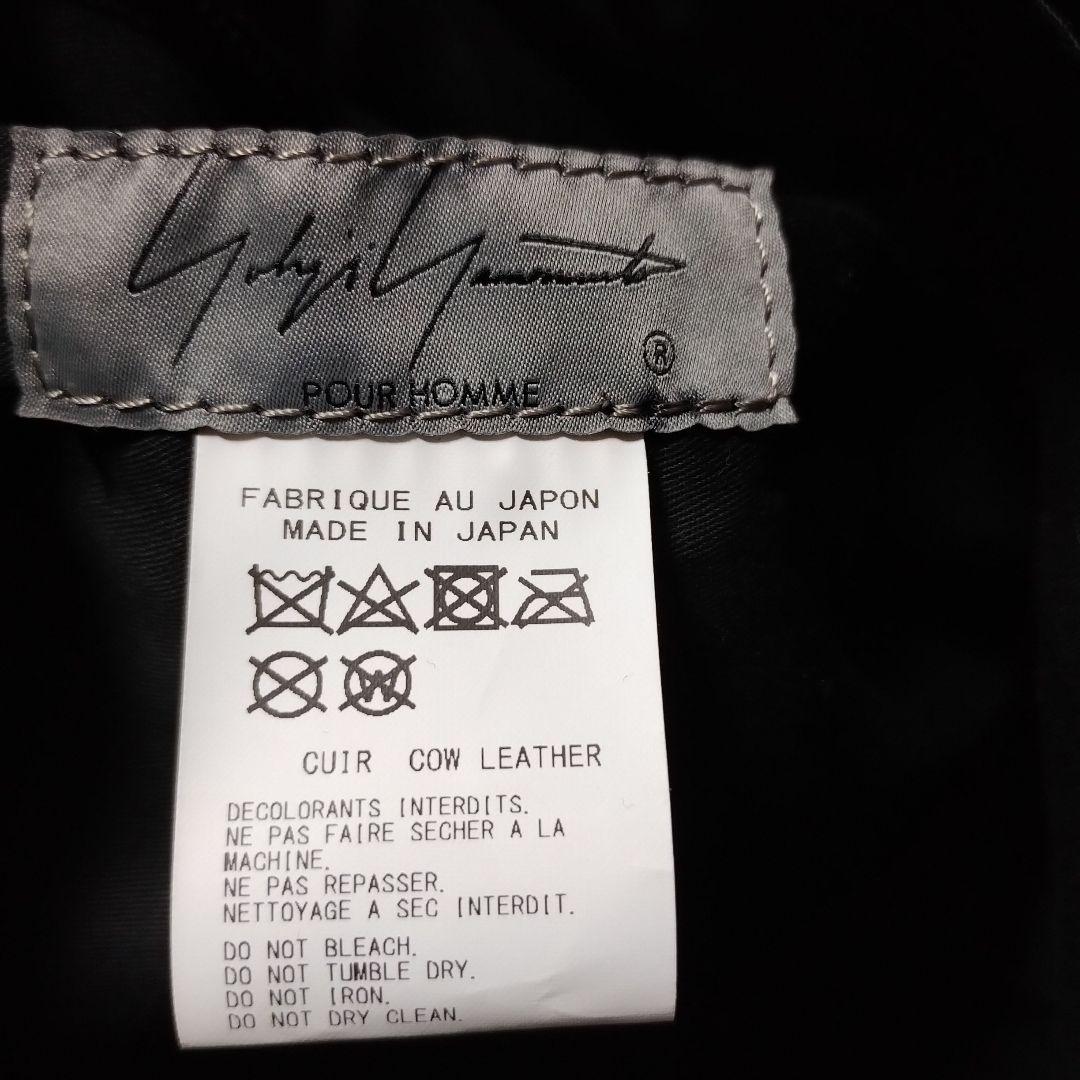 Yohji Yamamoto
®
POUR HOMME
FABRIQUE AU JAPON
MADE IN JAPAN
W
CUIR COW LEATHER
DECOLORANTS INTERDITS.
NE PAS FAIRE SECHER A LA
MACHINE.
NE PAS REPASSER.
NETTOYAGE A SEC INTERDIT.
DO NOT BLEACH.
DO NOT TUMBLE DRY.
DO NOT IRON.
DO NOT DRY CLEAN.